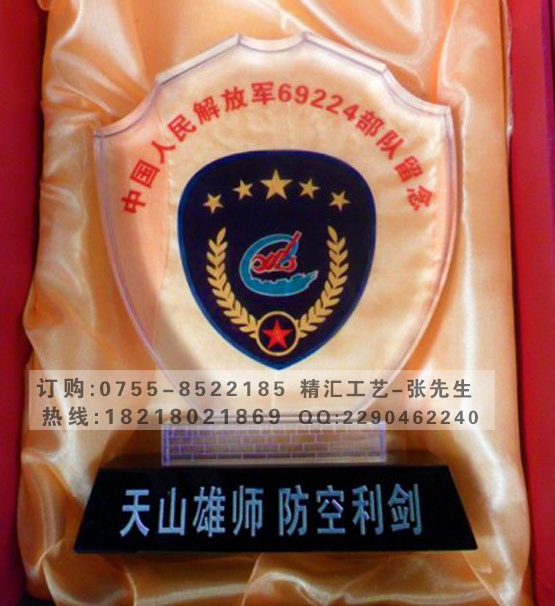 中国人民解放军69224部队留念
订购:0755-8522185 精汇工艺-张先生
热线:18218021869 QQ:2290462240
天山雄师 防空利剑